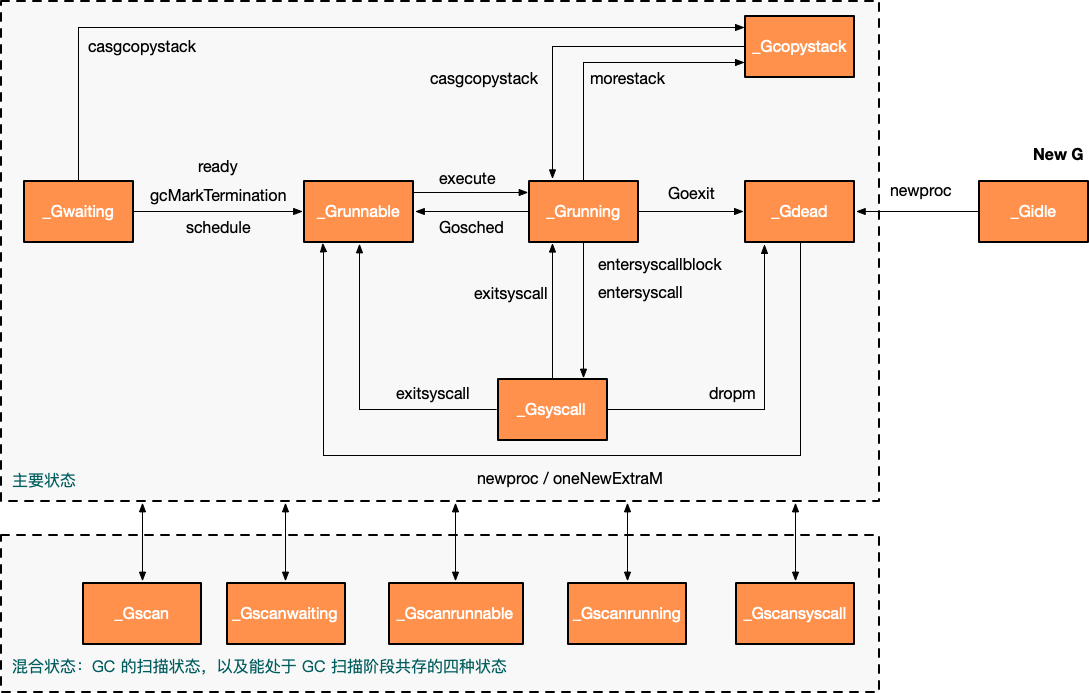 _Gcopystack
casgcopystack
casgcopystack
morestack
New G
ready
gcMarkTermination
schedule
execute
Gosched
Goexit
newproc
_Gwaiting
_Grunnable
_Grunning
_Gdead
_Gidle
entersyscallblock
entersyscall
exitsyscall
exitsyscall
dropm
_Gsyscall
newproc / oneNewExtraM
主要状态
_Gscan
_Gscanwaiting
_Gscanrunnable
_Gscanrunning
_Gscansyscall
混合状态：GC 的扫描状态，以及能处于 GC 扫描阶段共存的四种状态